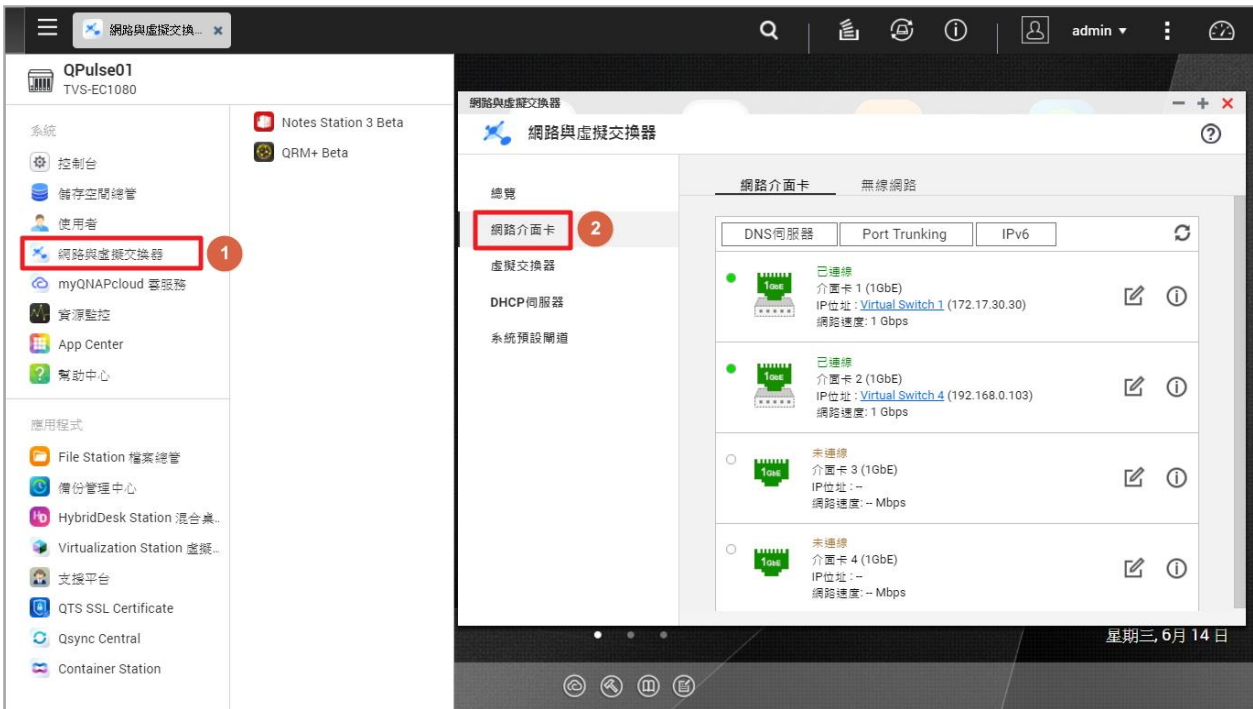 網路與虛擬交換...
admin
QPulse01
TVS-EC1080
系統
控制台
儲存空間總管
使用者
網路與虛擬交換器
1
myQNAPcloud 雲服務
資源監控
App Center
幫助中心
應用程式
File Station 檔案總管
備份管理中心
HybridDesk Station 混合桌...
Virtualization Station 虛擬...
支援平台
QTS SSL Certificate
Qsync Central
Container Station
Notes Station 3 Beta
QRM+ Beta
網路與虛擬交換器
網路與虛擬交換器
總覽
網路介面卡
2
虛擬交換器
DHCP伺服器
系統預設閘道
網路介面卡
無線網路
DNS伺服器
Port Trunking
IPv6
1GbE
已連線
介面卡 1 (1GbE)
IP位址 : Virtual Switch 1 (172.17.30.30)
網路速度: 1 Gbps
1GbE
已連線
介面卡 2 (1GbE)
IP位址 : Virtual Switch 4 (192.168.0.103)
網路速度: 1 Gbps
1GbE
未連線
介面卡 3 (1GbE)
IP位址 : --
網路速度: -- Mbps
1GbE
未連線
介面卡 4 (1GbE)
IP位址 : --
網路速度: -- Mbps
星期三, 6月 14 日